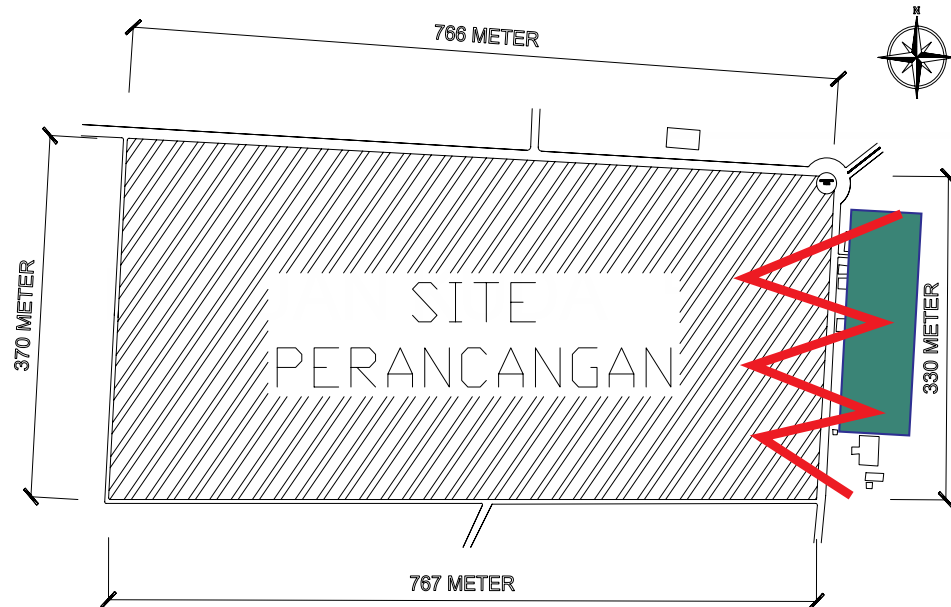 N
766 METER
370 METER
SITE
PERANCANGAN
330 METER
767 METER